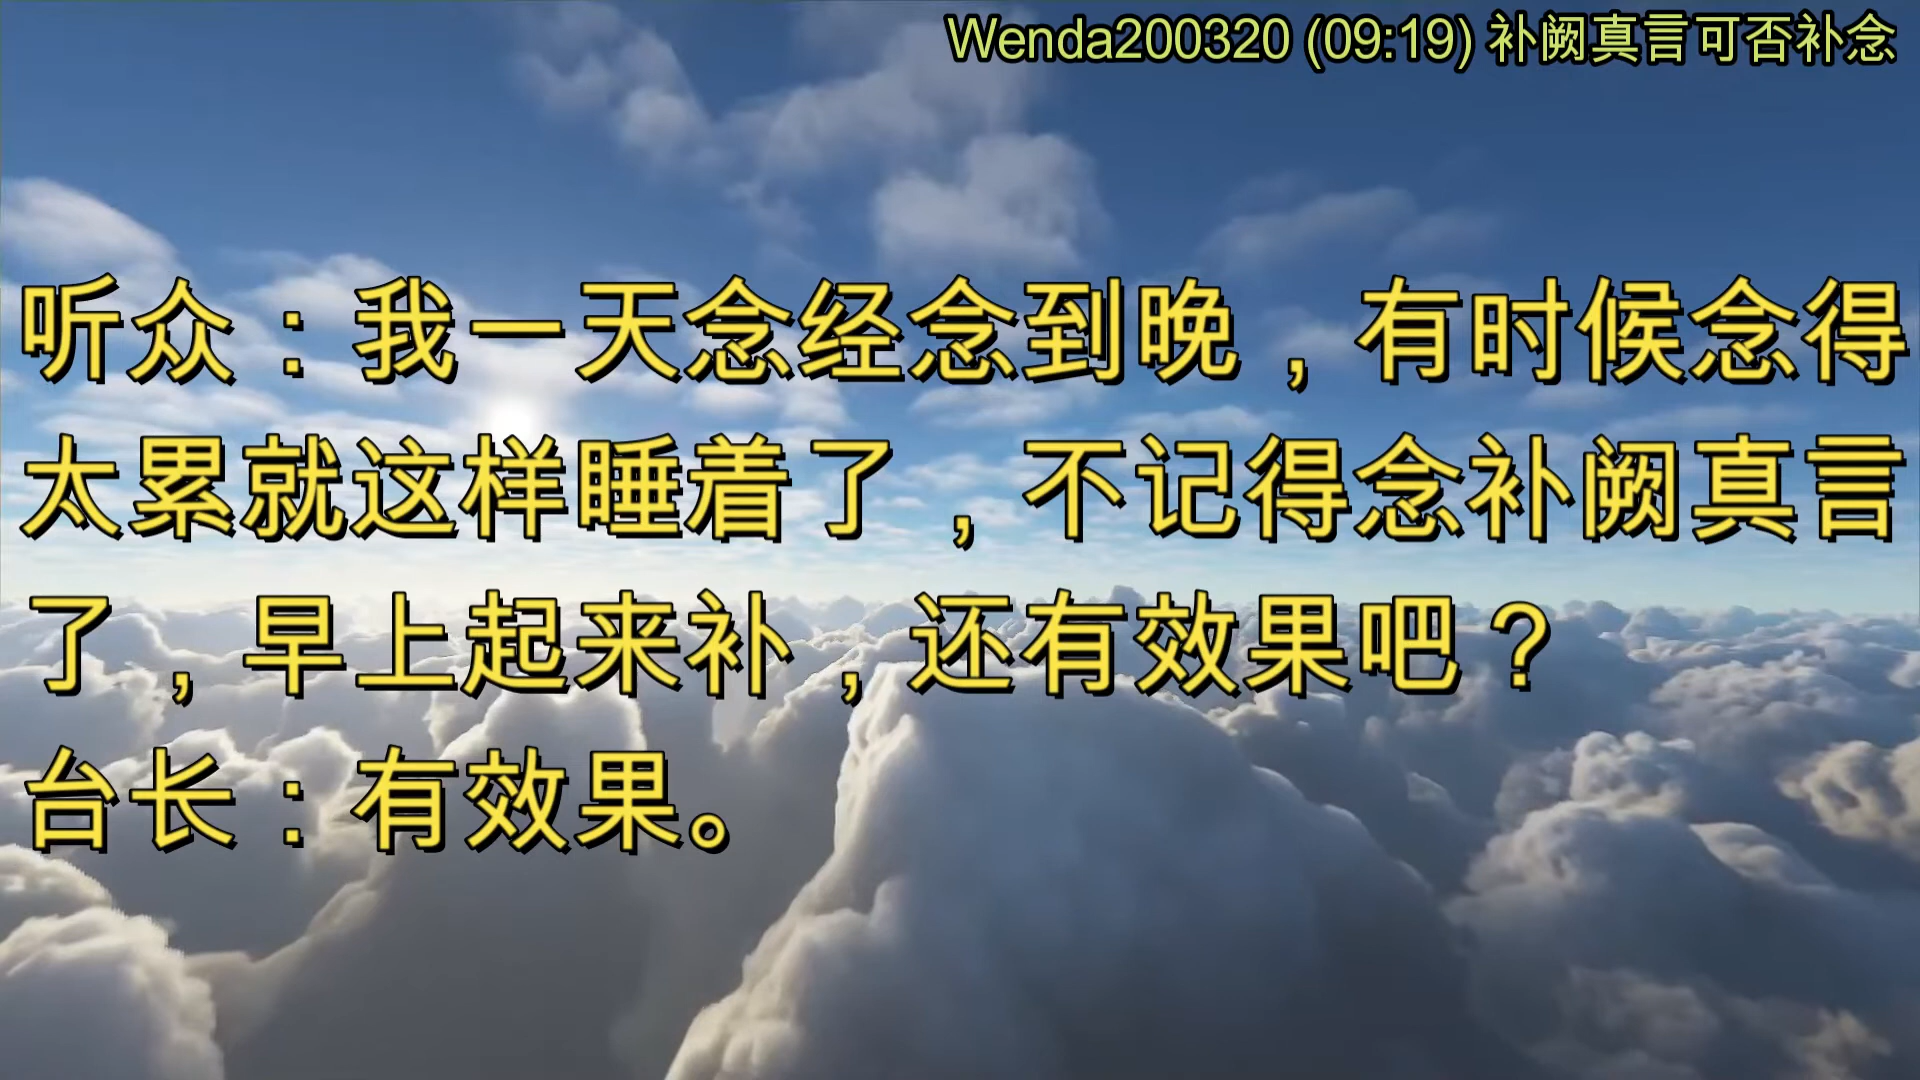 Wenda200320 (09:19) 补阙真言可否补念
听众：我一天念经念到晚，有时候念得
太累就这样睡着了，不记得念补阙真言
了，早上起来补，还有效果吧？
台长：有效果。